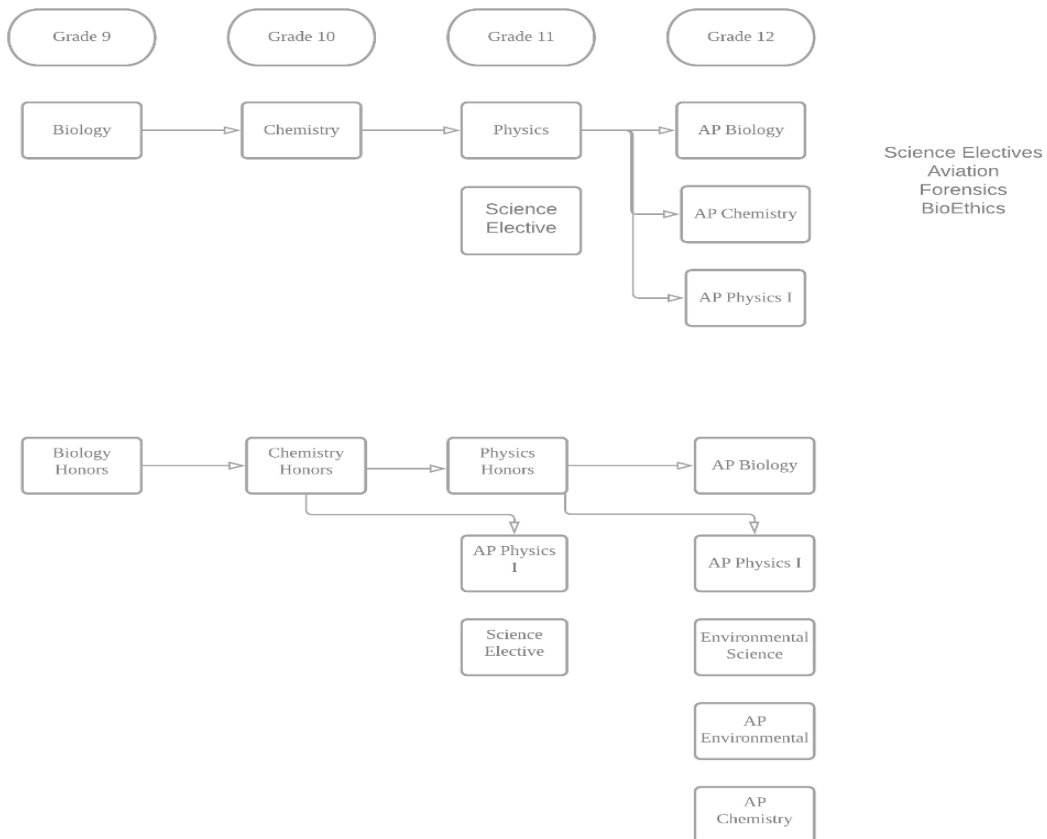 Grade 9
Grade 10
Grade 11
Grade 12
Biology
Chemistry
Physics
AP Biology
Science Electives
Aviation
Forensics
BioEthics
Science
Elective
AP Chemistry
AP Physics I
Biology
Honors
Chemistry
Honors
Physics
Honors
AP Biology
AP Physics
I
AP Physics I
Science
Elective
Environmental
Science
AP
Environmental
AP
Chemistry